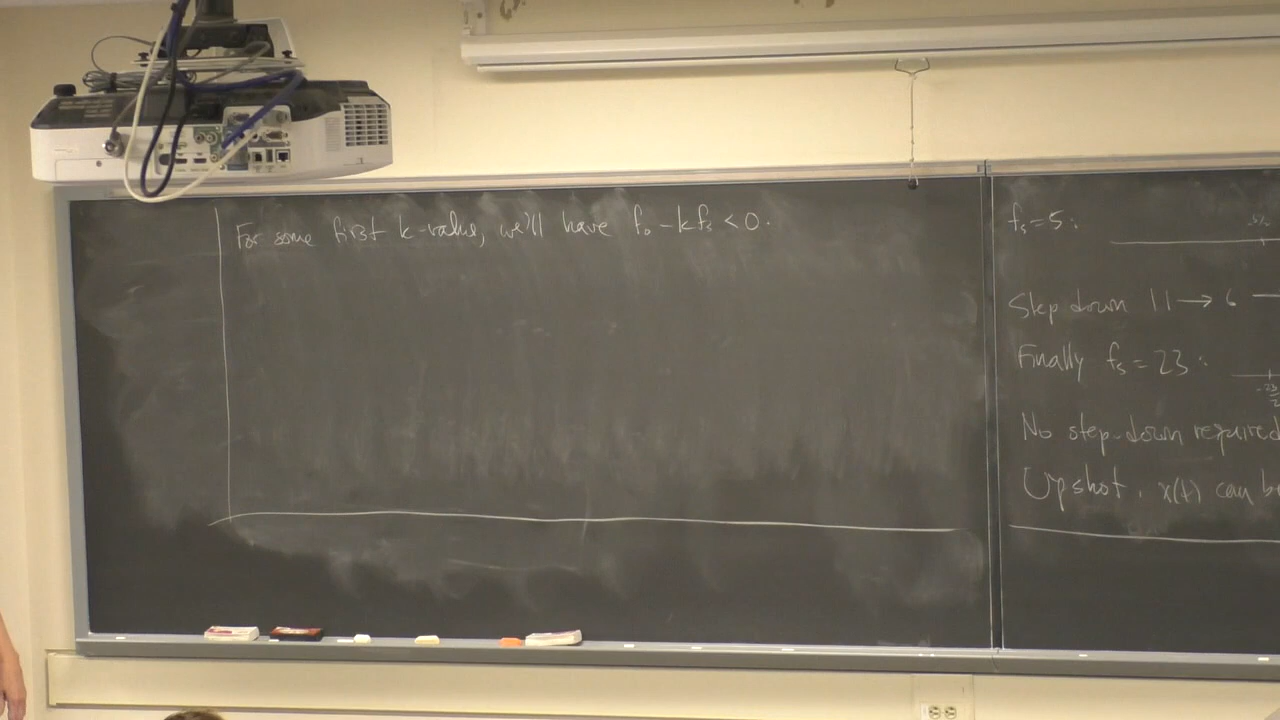 For some first k-value, we'll have f₀ - kfₛ < 0.
fₛ = 5:
Step down 11 → 6
Finally fₛ = 23:
No step-down required
Upshot, x(t) can be